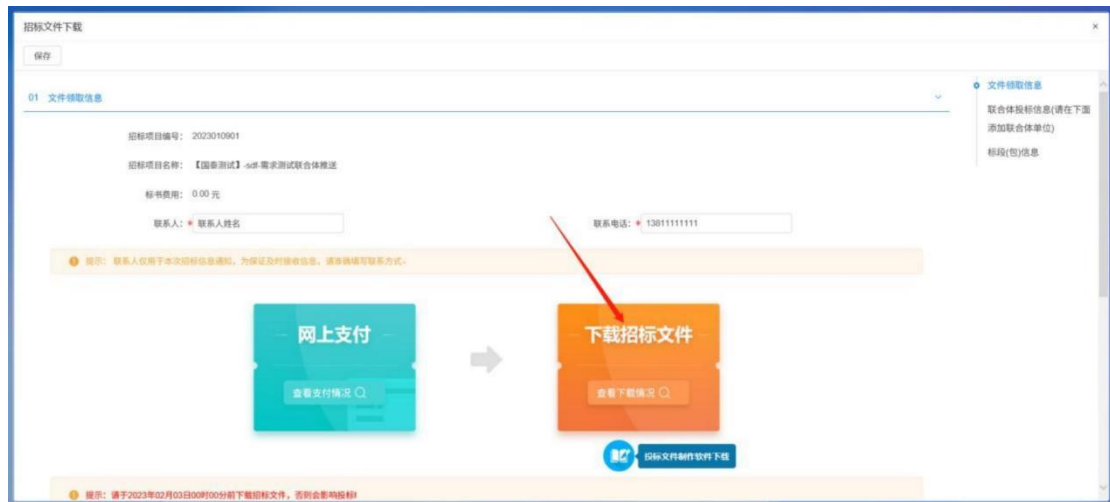 招标文件下载
×
保存
01 文件领取信息
招标项目编号: 2023010901
招标项目名称: 【国泰测试】-sdf-需求测试联合体推送
标书费用: 0.00 元
联系人: * 联系人姓名
联系电话: * 13811111111
提示: 联系人仅用于本次招标信息通知,为保证及时接收信息,请准确填写联系方式。
网上支付
查看支付情况
下载招标文件
查看下载情况
投标文件制作软件下载
提示: 请于2023年02月03日00时00分前下载招标文件,否则会影响投标!
文件领取信息
联合体投标信息(请在下面
添加联合体单位)
标段(包)信息